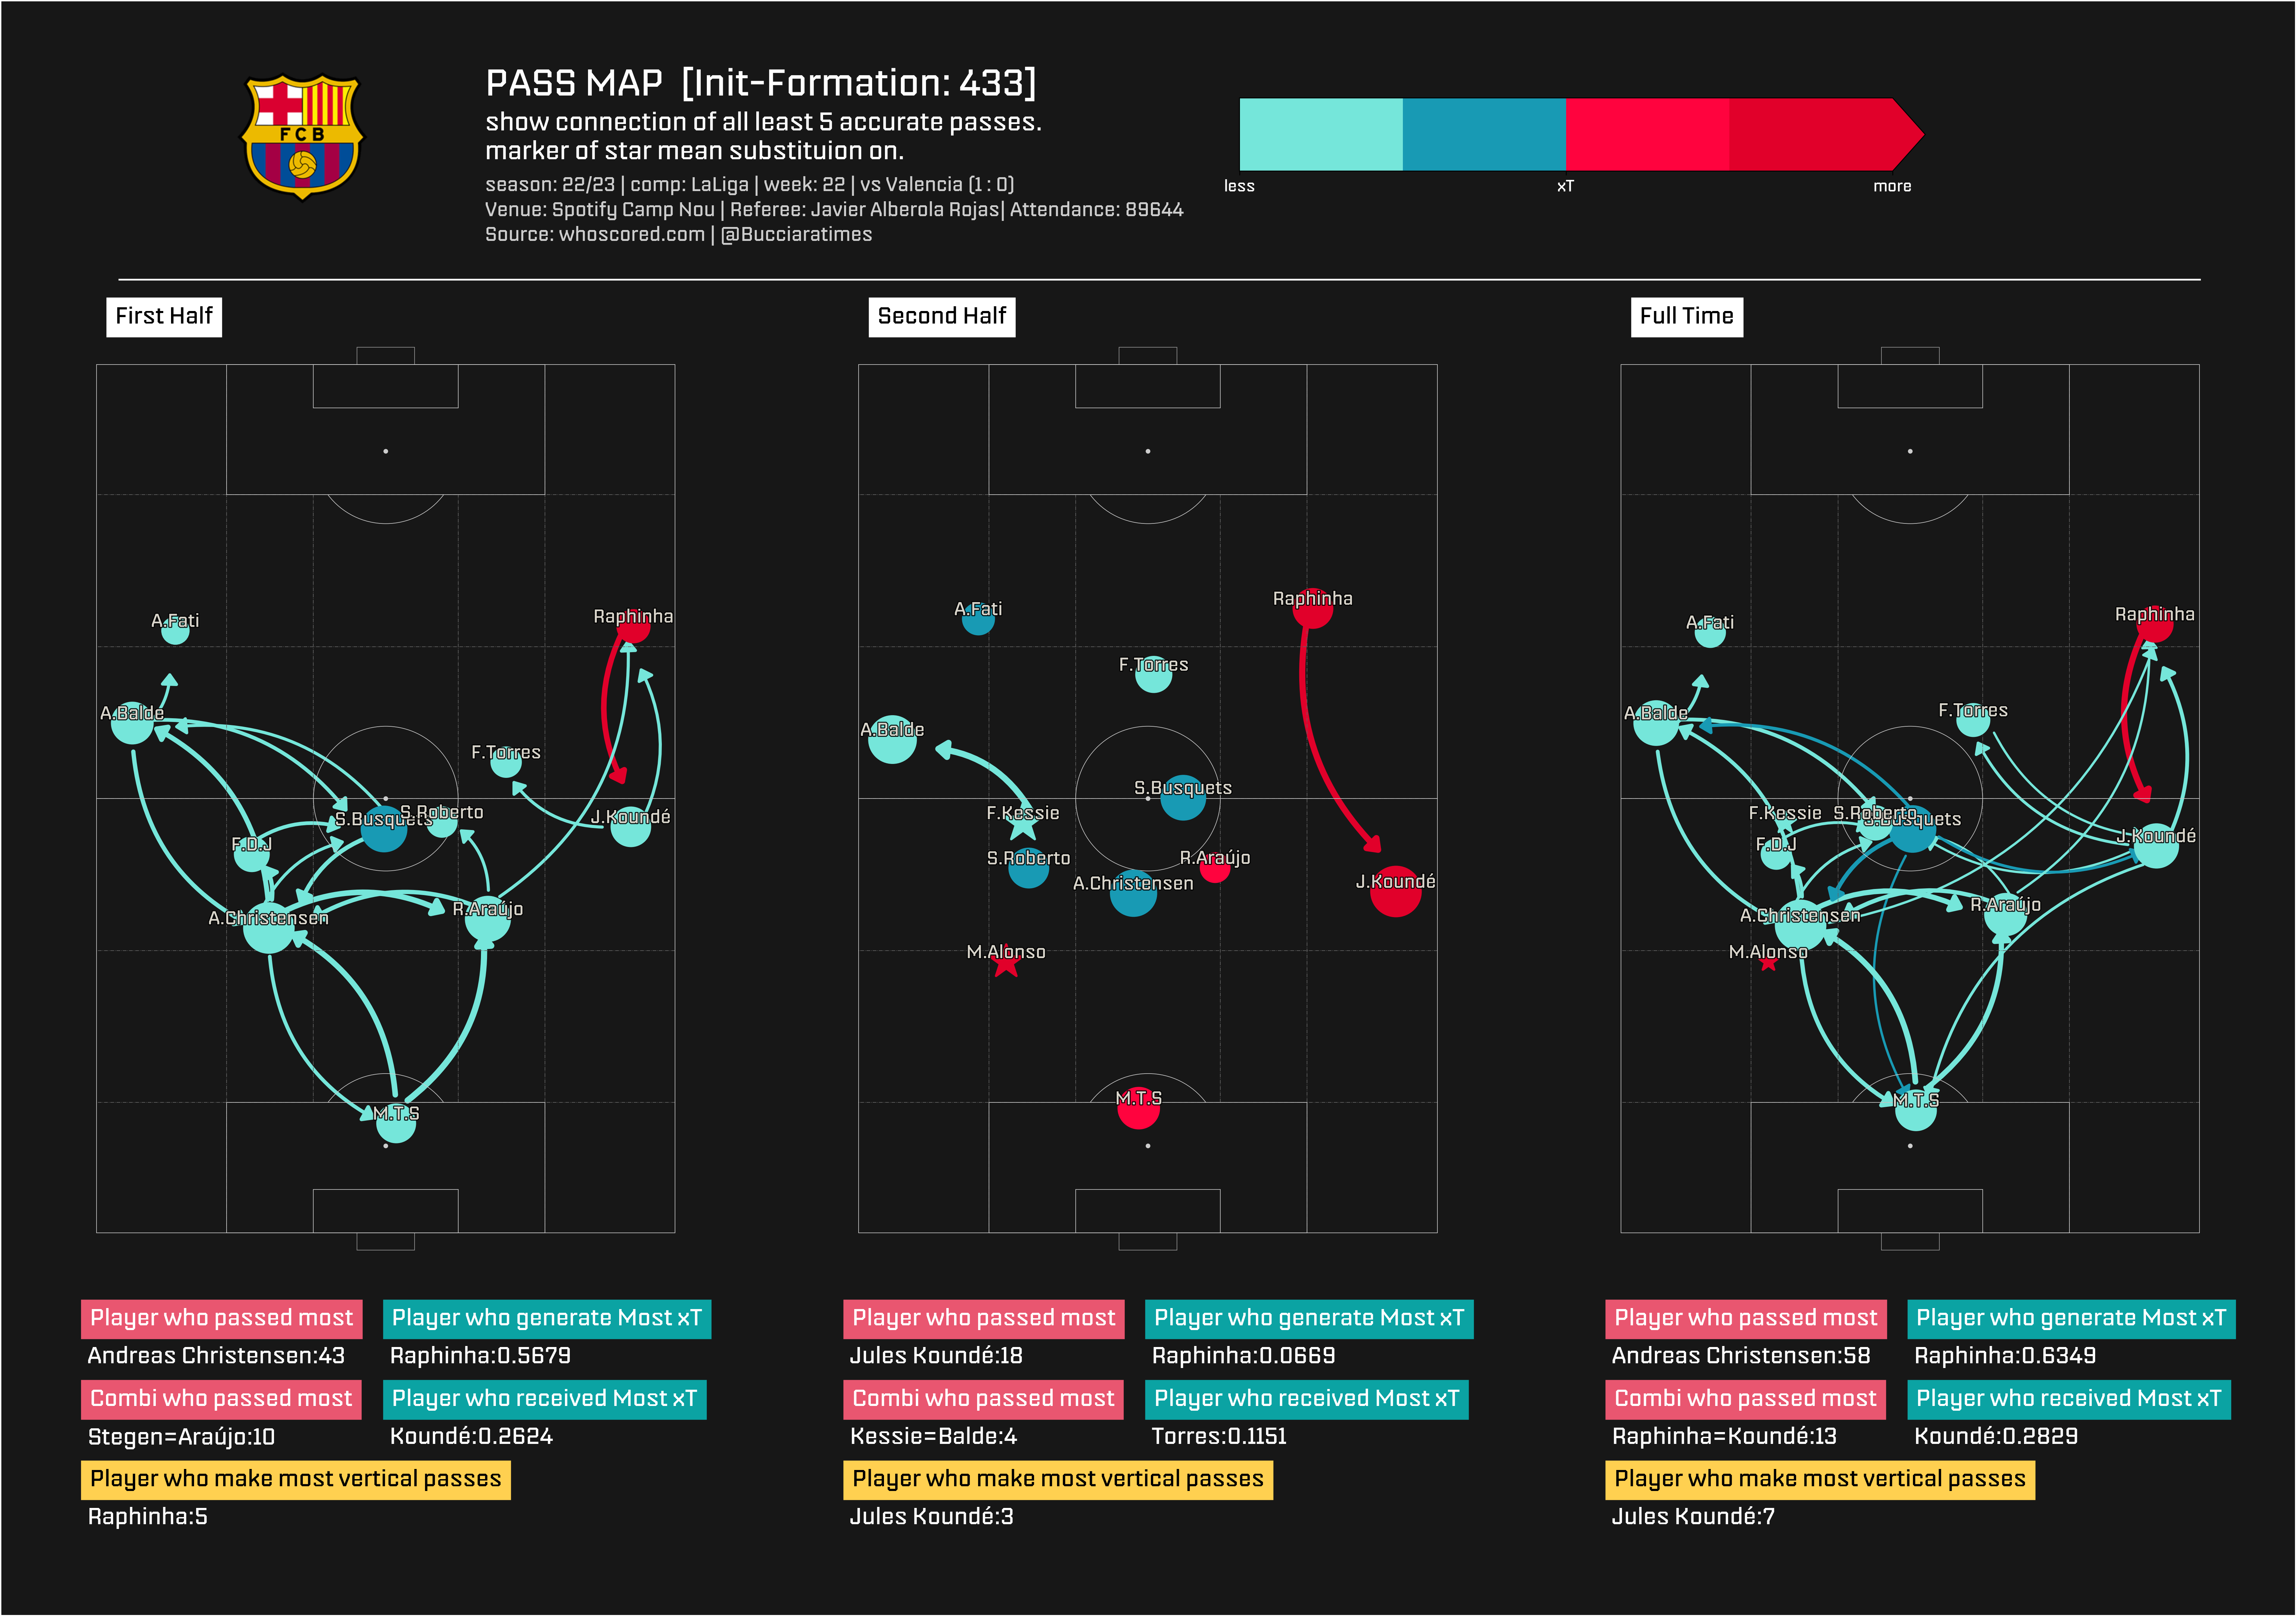 FCB
PASS MAP [Init-Formation: 433]
show connection of all least 5 accurate passes.
marker of star mean substituion on.
season: 22/23 | comp: LaLiga | week: 22 | vs Valencia (1 : 0)
Venue: Spotify Camp Nou | Referee: Javier Alberola Rojas| Attendance: 89644
Source: whoscored.com | @Bucciaratimes
less xT more
First Half
A.Fati
Raphinha
A.Balde
F.Torres
S.Roberto
S.Busquets
J.Koundé
F.D.J
R.Araújo
A.Christensen
M.T.S
Player who passed most
Andreas Christensen:43
Player who generate Most xT
Raphinha:0.5679
Combi who passed most
Stegen=Araújo:10
Player who received Most xT
Koundé:0.2624
Player who make most vertical passes
Raphinha:5
Second Half
Raphinha
A.Fati
F.Torres
A.Balde
S.Busquets
F.Kessie
S.Roberto
R.Araújo
A.Christensen
J.Koundé
M.Alonso
M.T.S
Player who passed most
Jules Koundé:18
Player who generate Most xT
Raphinha:0.0669
Combi who passed most
Kessie=Balde:4
Player who received Most xT
Torres:0.1151
Player who make most vertical passes
Jules Koundé:3
Full Time
Raphinha
A.Fati
A.Balde
F.Torres
F.Kessie
S.Roberto
S.Busquets
J.Koundé
F.D.J
R.Araújo
A.Christensen
M.Alonso
M.T.S
Player who passed most
Andreas Christensen:58
Player who generate Most xT
Raphinha:0.6349
Combi who passed most
Raphinha=Koundé:13
Player who received Most xT
Koundé:0.2829
Player who make most vertical passes
Jules Koundé:7